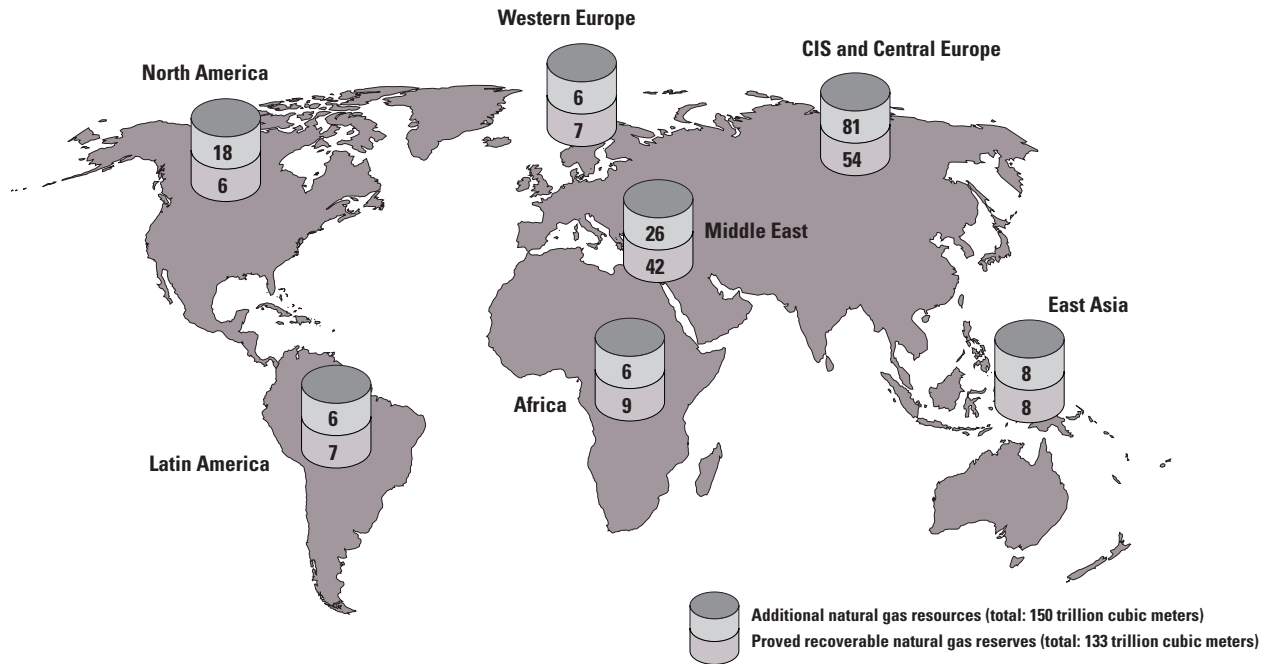 Western Europe
CIS and Central Europe
North America
6
7
81
54
18
6
26
42
Middle East
East Asia
6
9
Africa
8
8
6
7
Latin America
Additional natural gas resources (total: 150 trillion cubic meters)
Proved recoverable natural gas reserves (total: 133 trillion cubic meters)